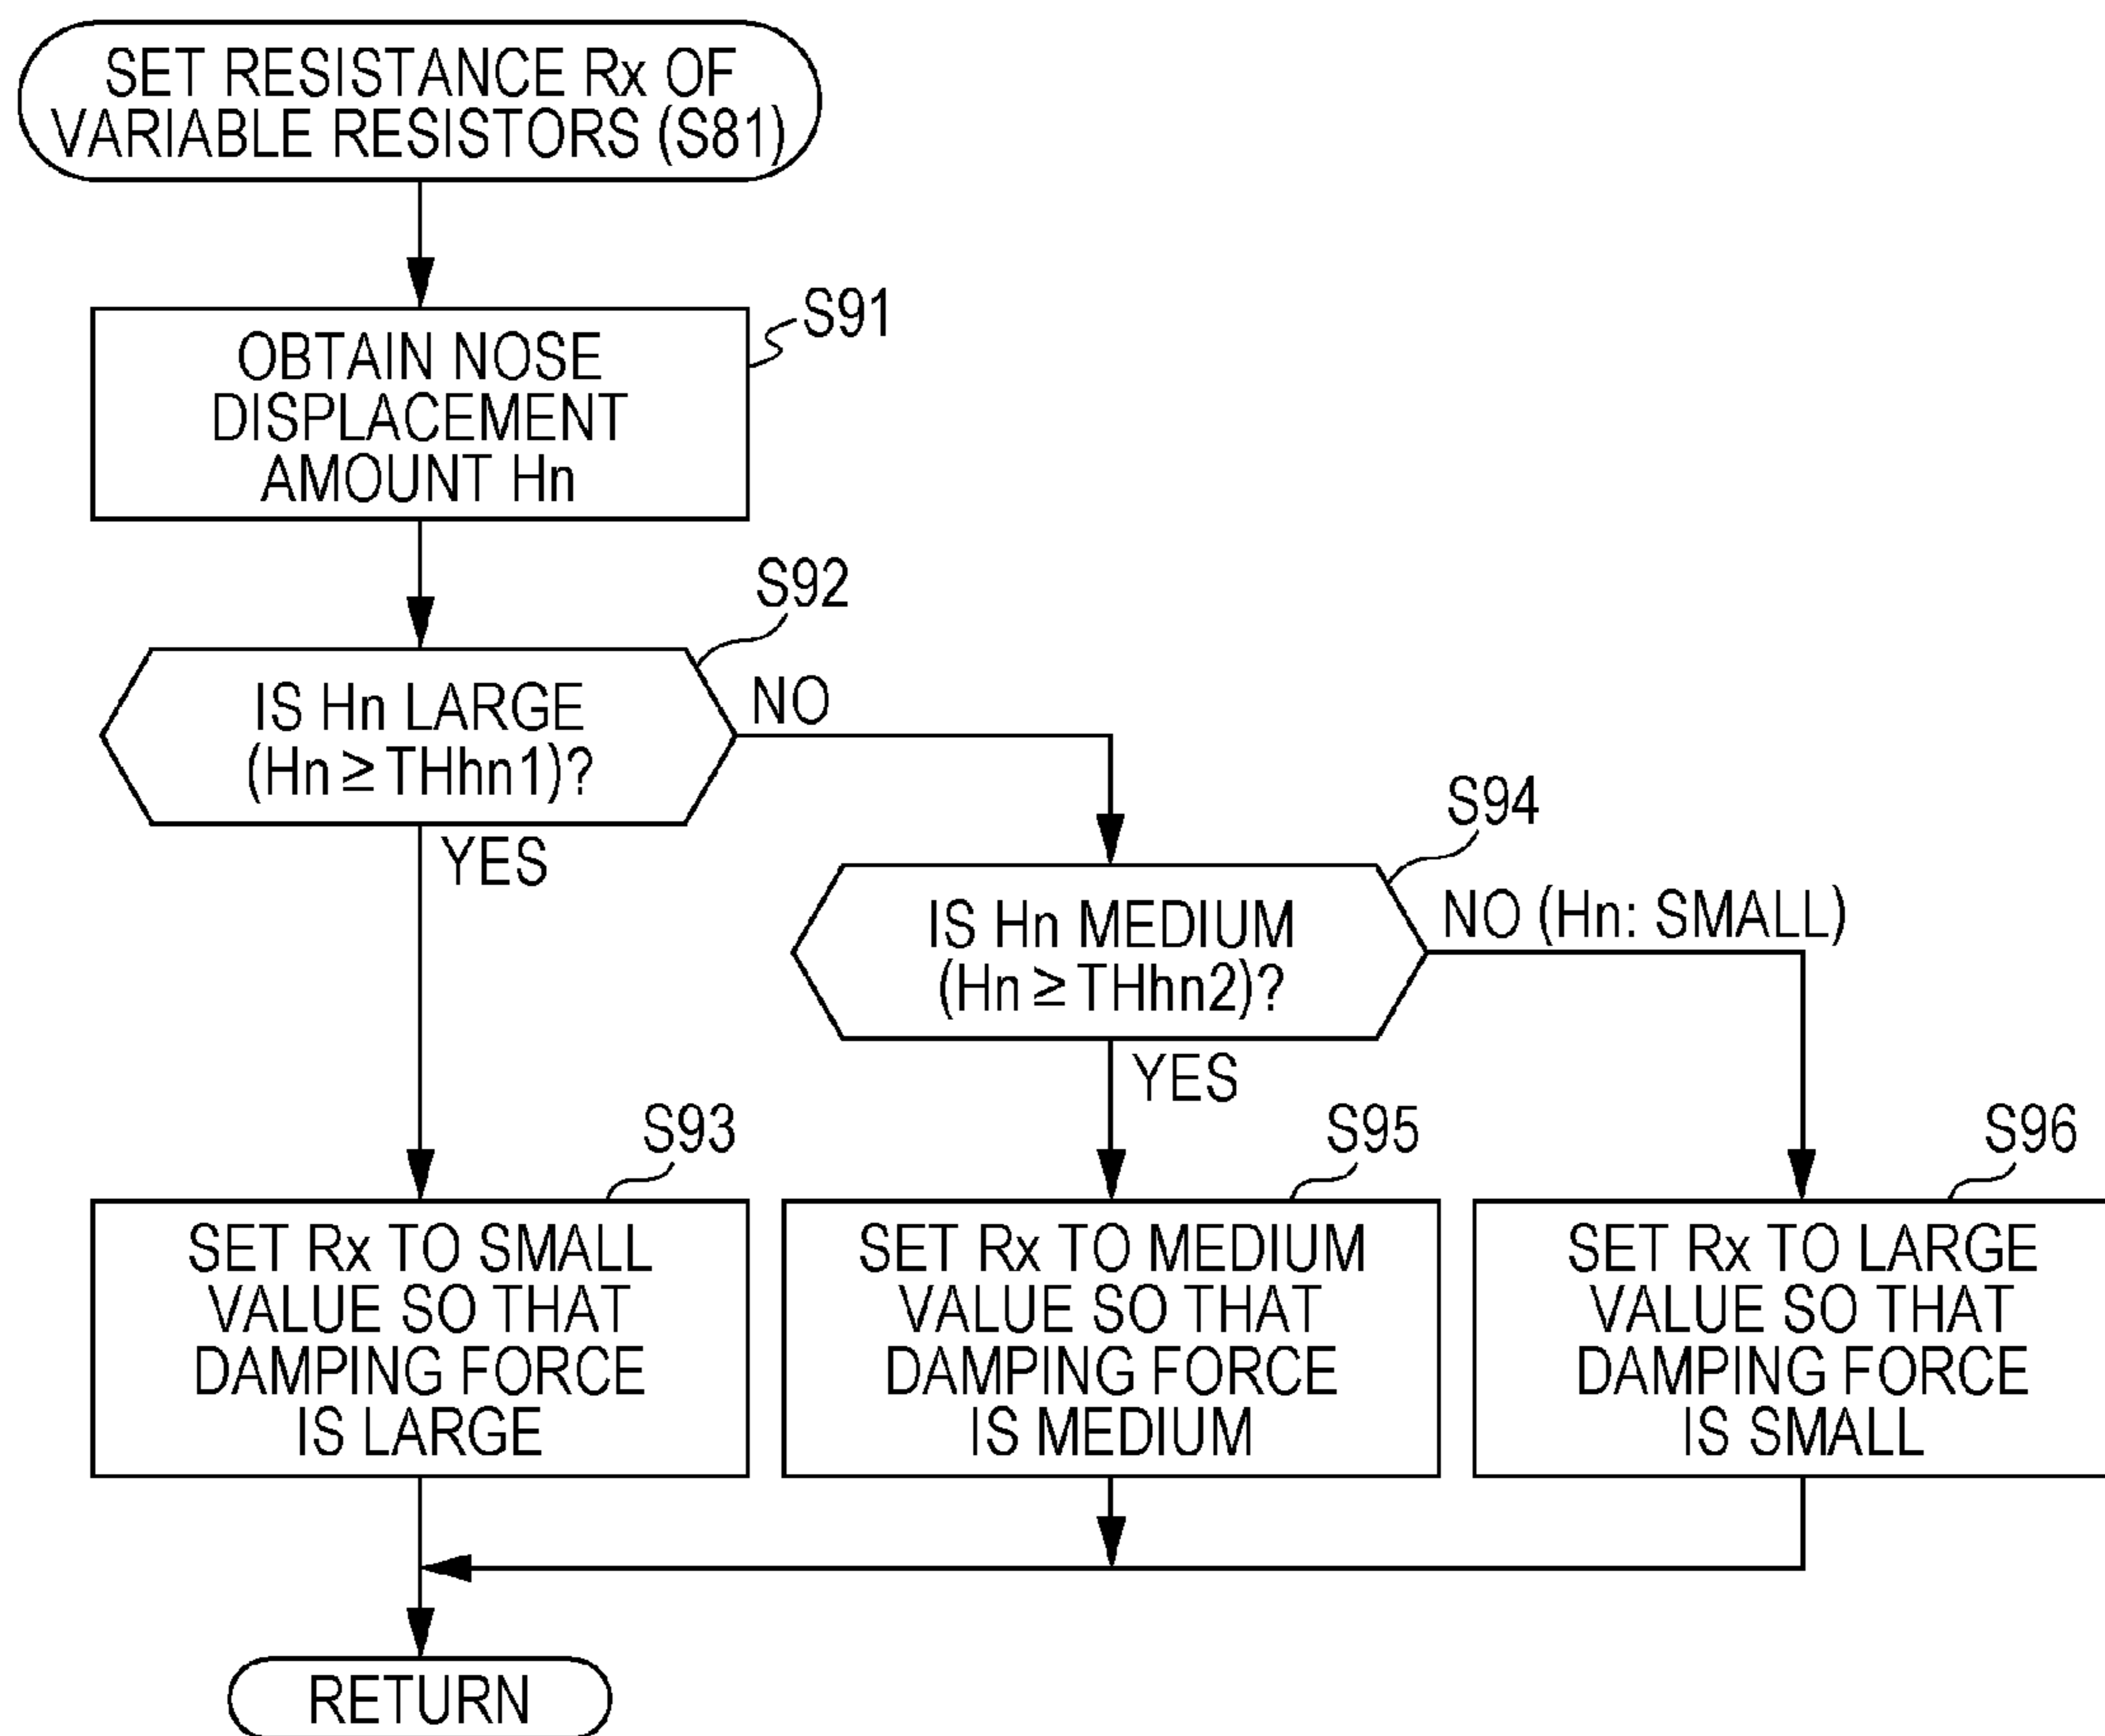 SET RESISTANCE Rx OF
VARIABLE RESISTORS (S81)
S91
OBTAIN NOSE
DISPLACEMENT
AMOUNT Hn
S92
IS Hn LARGE
(Hn ≥ THhn1)?
NO
YES
S94
IS Hn MEDIUM
(Hn ≥ THhn2)?
NO (Hn: SMALL)
YES
S93
SET Rx TO SMALL
VALUE SO THAT
DAMPING FORCE
IS LARGE
S95
SET Rx TO MEDIUM
VALUE SO THAT
DAMPING FORCE
IS MEDIUM
S96
SET Rx TO LARGE
VALUE SO THAT
DAMPING FORCE
IS SMALL
RETURN